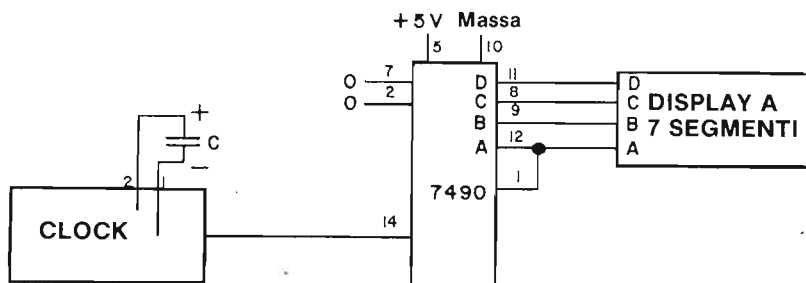 +5V Massa
5 10
0 7
0 2
D 11 D
C 8 C
B 9 B
A 12 A
DISPLAY A
7 SEGMENTI
+
C
−
2 1
1
7490
14
CLOCK